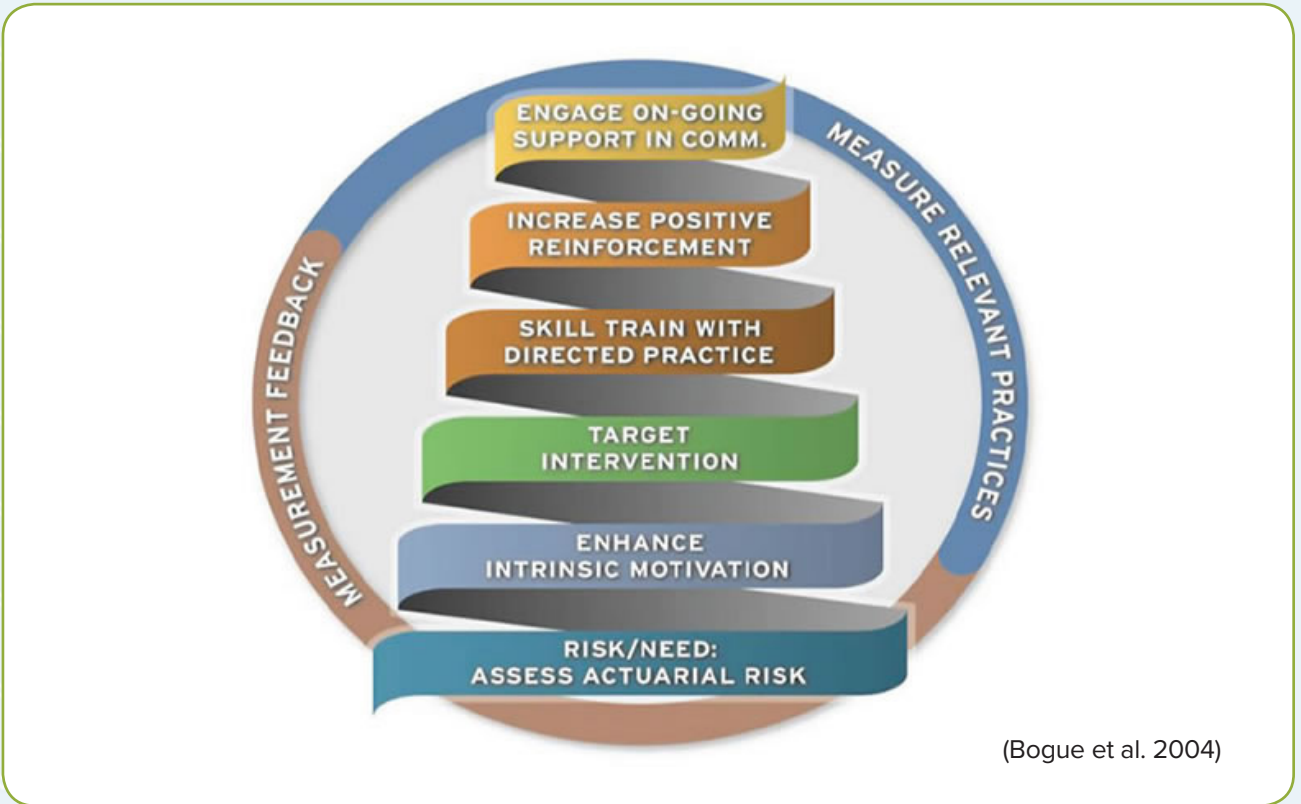 ENGAGE ON-GOING
SUPPORT IN COMM.
INCREASE POSITIVE
REINFORCEMENT
SKILL TRAIN WITH
DIRECTED PRACTICE
TARGET
INTERVENTION
ENHANCE
INTRINSIC MOTIVATION
RISK/NEED:
ASSESS ACTUARIAL RISK
MEASURE RELEVANT PRACTICES
MEASUREMENT FEEDBACK
(Bogue et al. 2004)